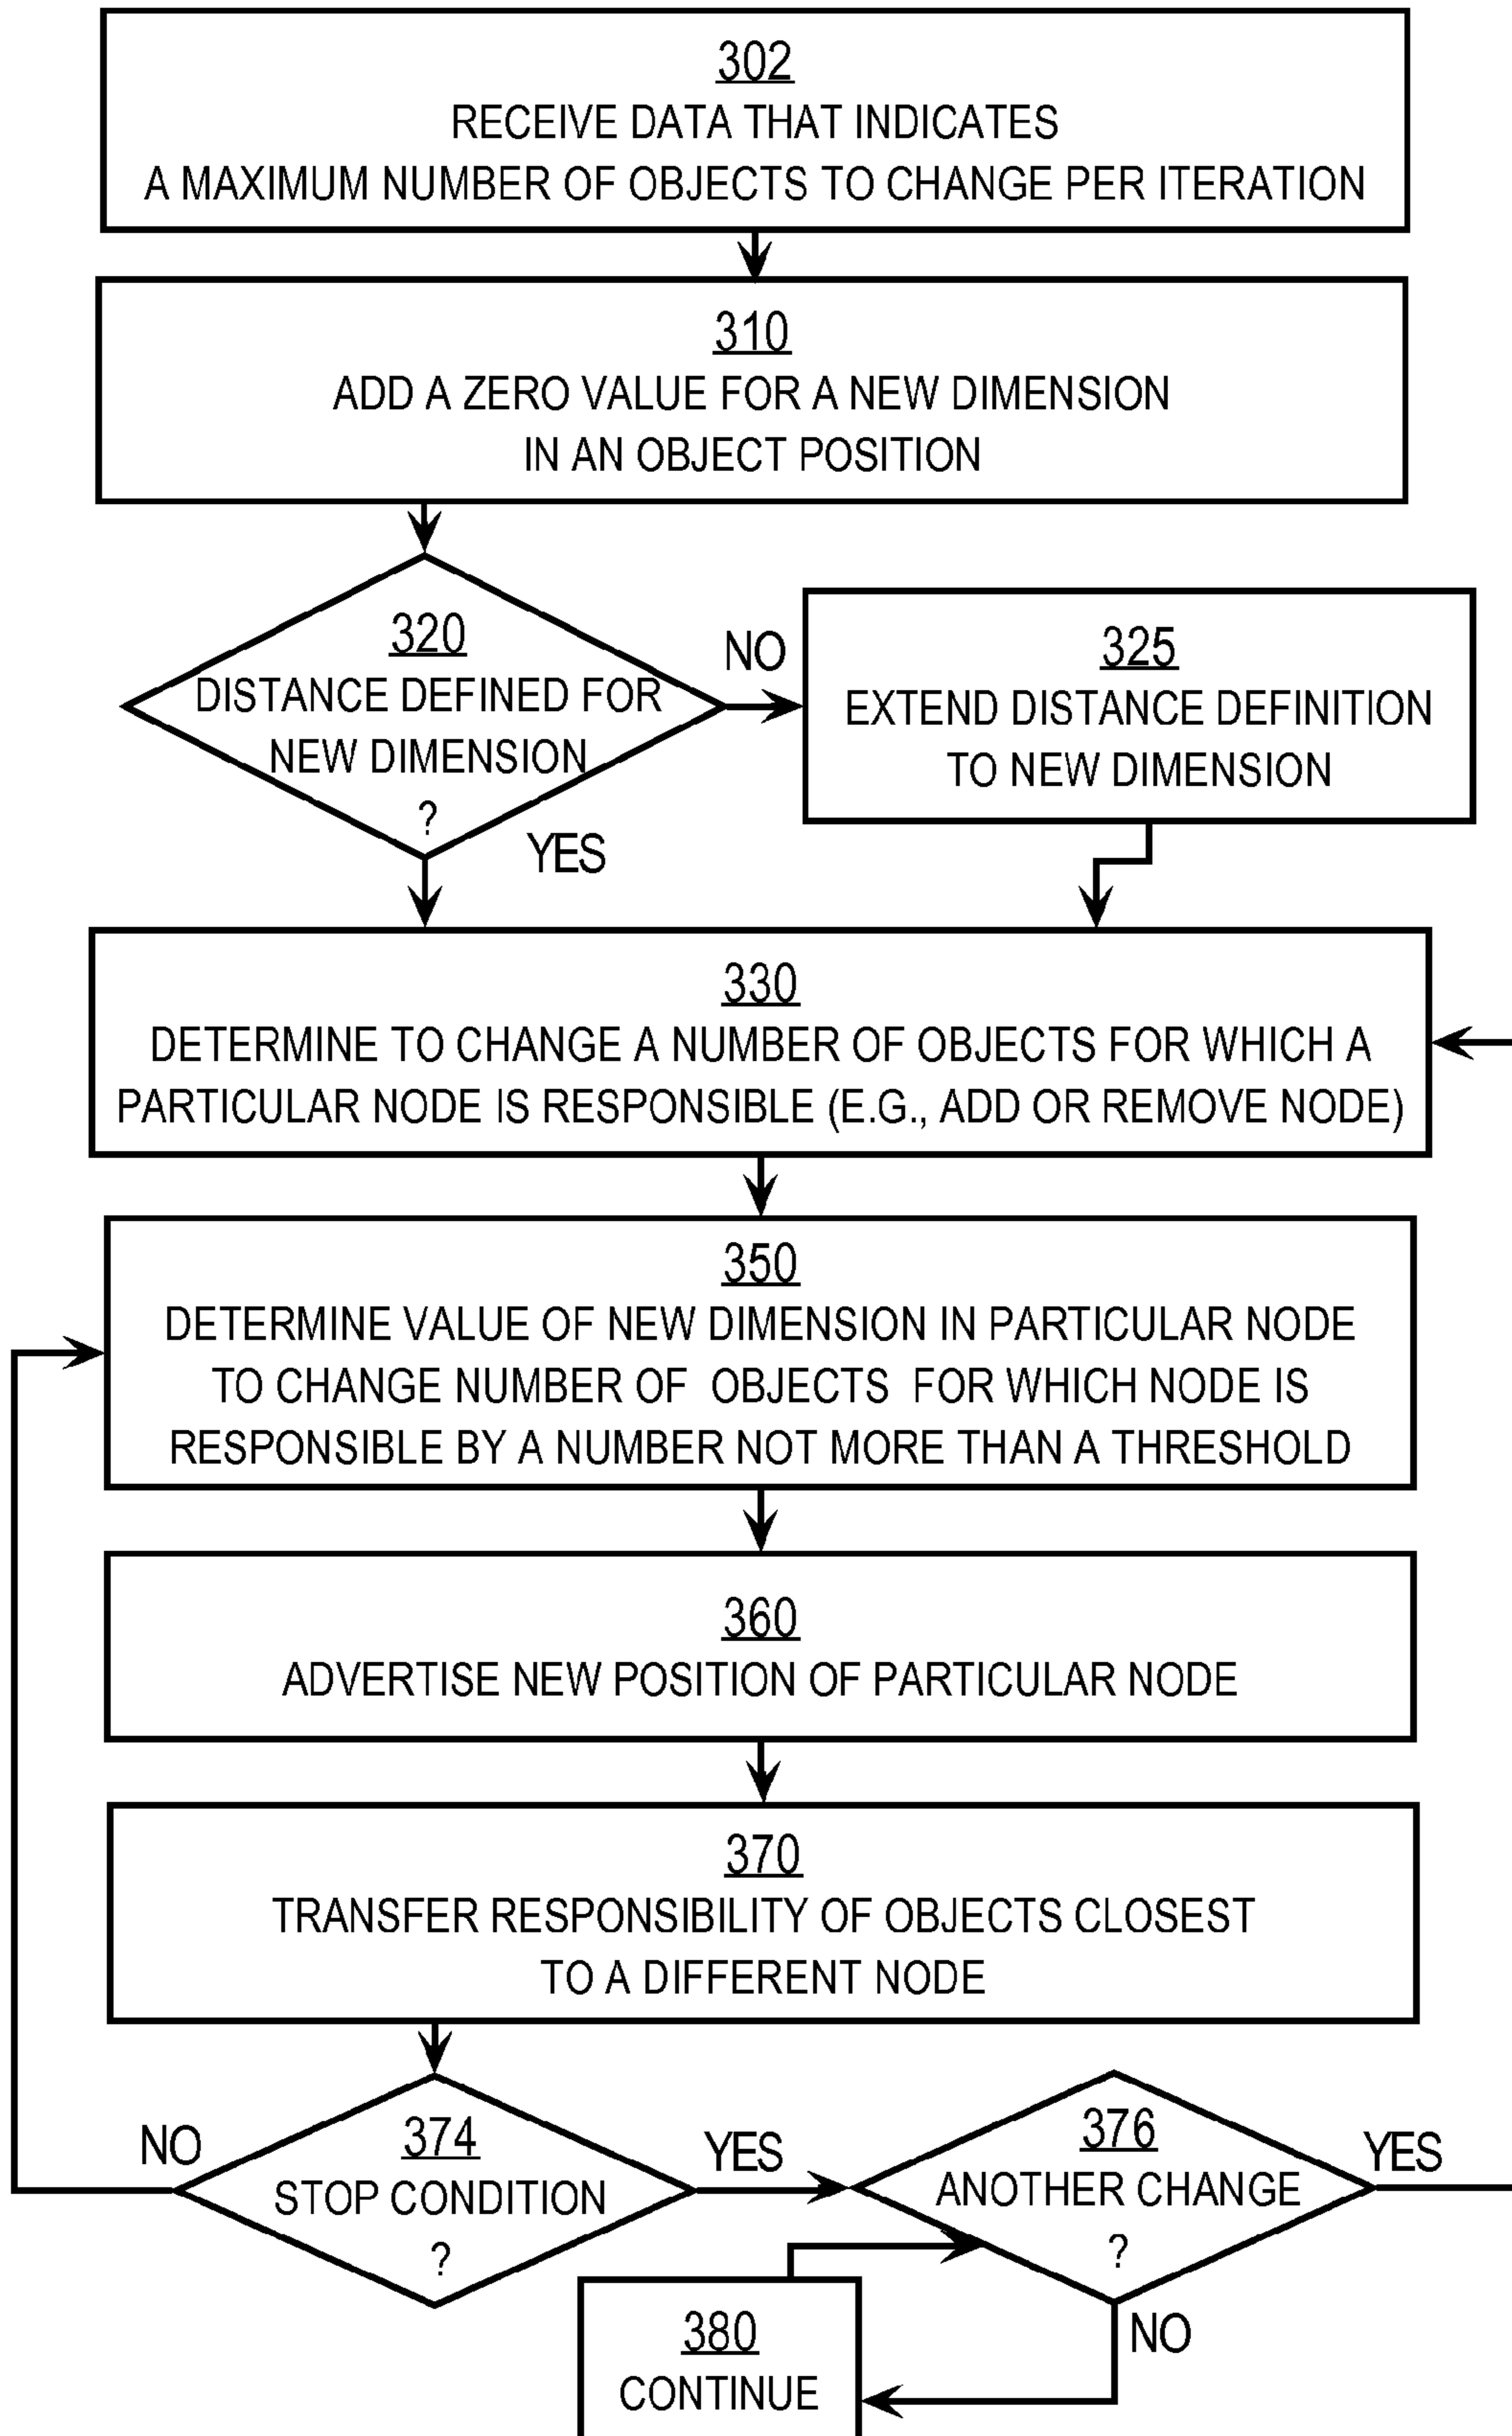 302
RECEIVE DATA THAT INDICATES
A MAXIMUM NUMBER OF OBJECTS TO CHANGE PER ITERATION
310
ADD A ZERO VALUE FOR A NEW DIMENSION
IN AN OBJECT POSITION
320
DISTANCE DEFINED FOR
NEW DIMENSION
?
NO
YES
325
EXTEND DISTANCE DEFINITION
TO NEW DIMENSION
330
DETERMINE TO CHANGE A NUMBER OF OBJECTS FOR WHICH A
PARTICULAR NODE IS RESPONSIBLE (E.G., ADD OR REMOVE NODE)
350
DETERMINE VALUE OF NEW DIMENSION IN PARTICULAR NODE
TO CHANGE NUMBER OF OBJECTS FOR WHICH NODE IS
RESPONSIBLE BY A NUMBER NOT MORE THAN A THRESHOLD
360
ADVERTISE NEW POSITION OF PARTICULAR NODE
370
TRANSFER RESPONSIBILITY OF OBJECTS CLOSEST
TO A DIFFERENT NODE
NO
374
STOP CONDITION
?
YES
376
ANOTHER CHANGE
?
YES
NO
380
CONTINUE